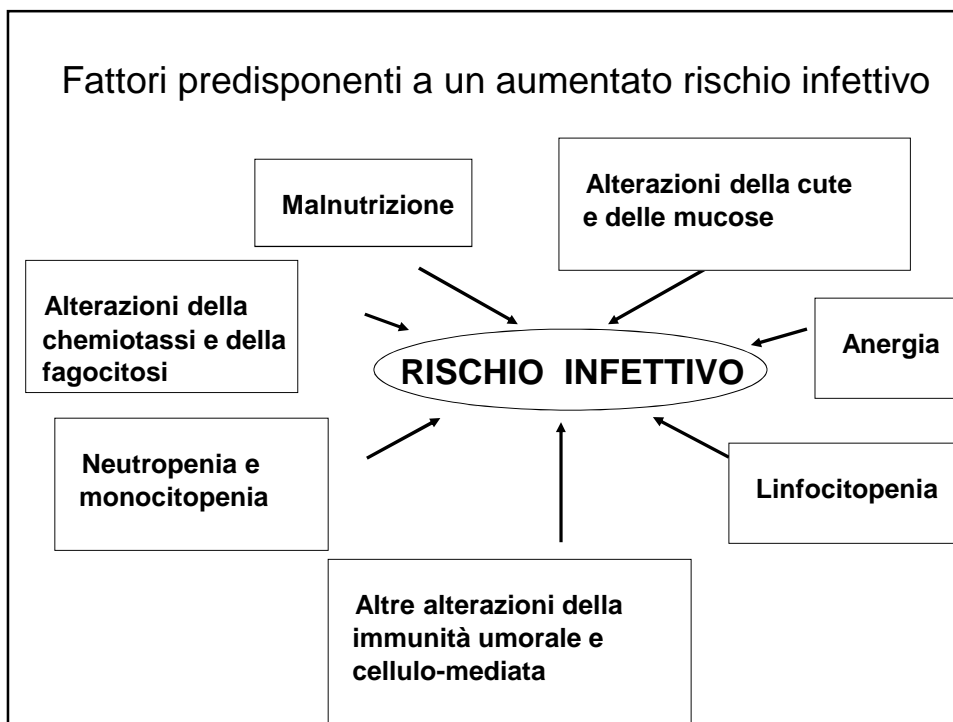 Fattori predisponenti a un aumentato rischio infettivo
Malnutrizione
Alterazioni della cute
e delle mucose
Alterazioni della
chemiotassi e della
fagocitosi
Anergia
RISCHIO INFETTIVO
Neutropenia e
monocitopenia
Linfocitopenia
Altre alterazioni della
immunità umorale e
cellulo-mediata